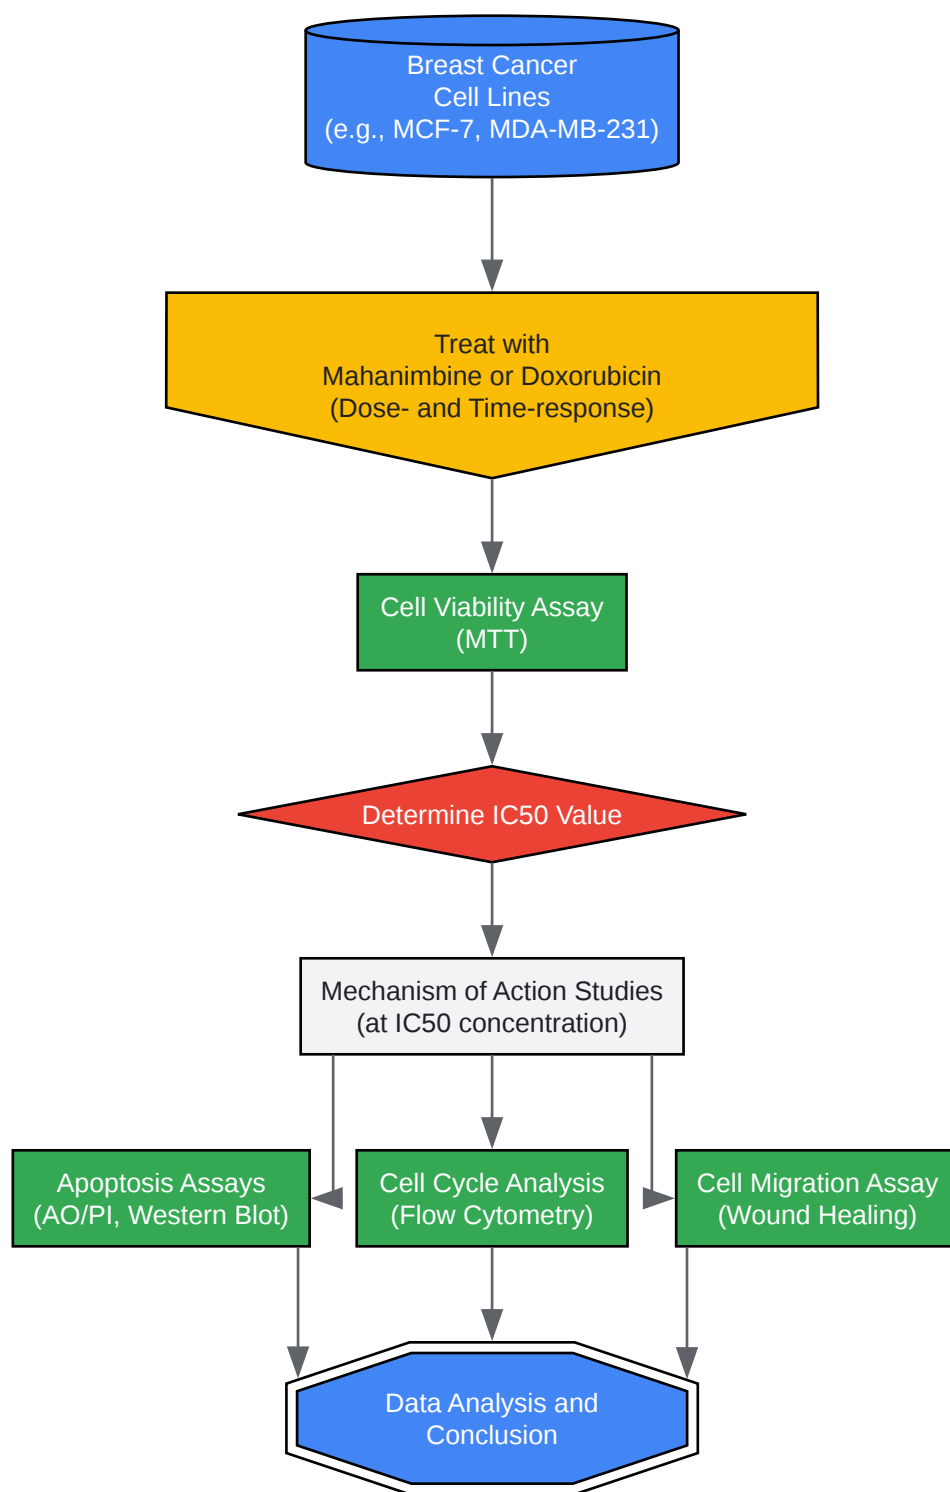 Breast Cancer
Cell Lines
(e.g., MCF-7, MDA-MB-231)
Treat with
Mahanimbine or Doxorubicin
(Dose- and Time-response)
Cell Viability Assay
(MTT)
Determine IC50 Value
Mechanism of Action Studies
(at IC50 concentration)
Apoptosis Assays
(AO/PI, Western Blot)
Cell Cycle Analysis
(Flow Cytometry)
Cell Migration Assay
(Wound Healing)
Data Analysis and
Conclusion